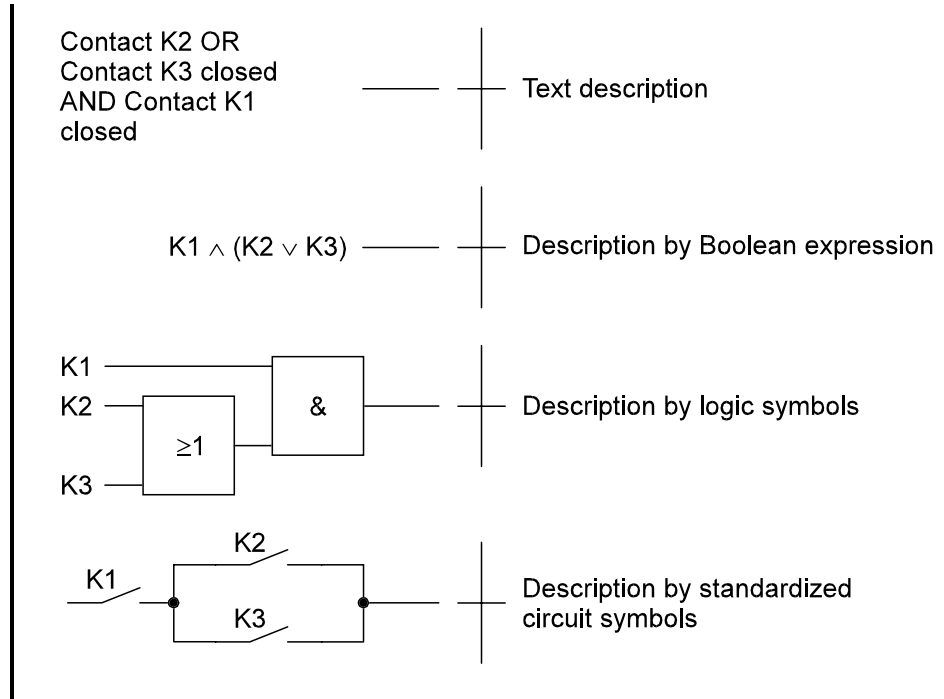 Contact K2 OR
Contact K3 closed
AND Contact K1
closed
Text description
K1 ∧ (K2 ∨ K3)
Description by Boolean expression
K1
K2
K3
≥1
&
Description by logic symbols
K1
K2
K3
Description by standardized
circuit symbols